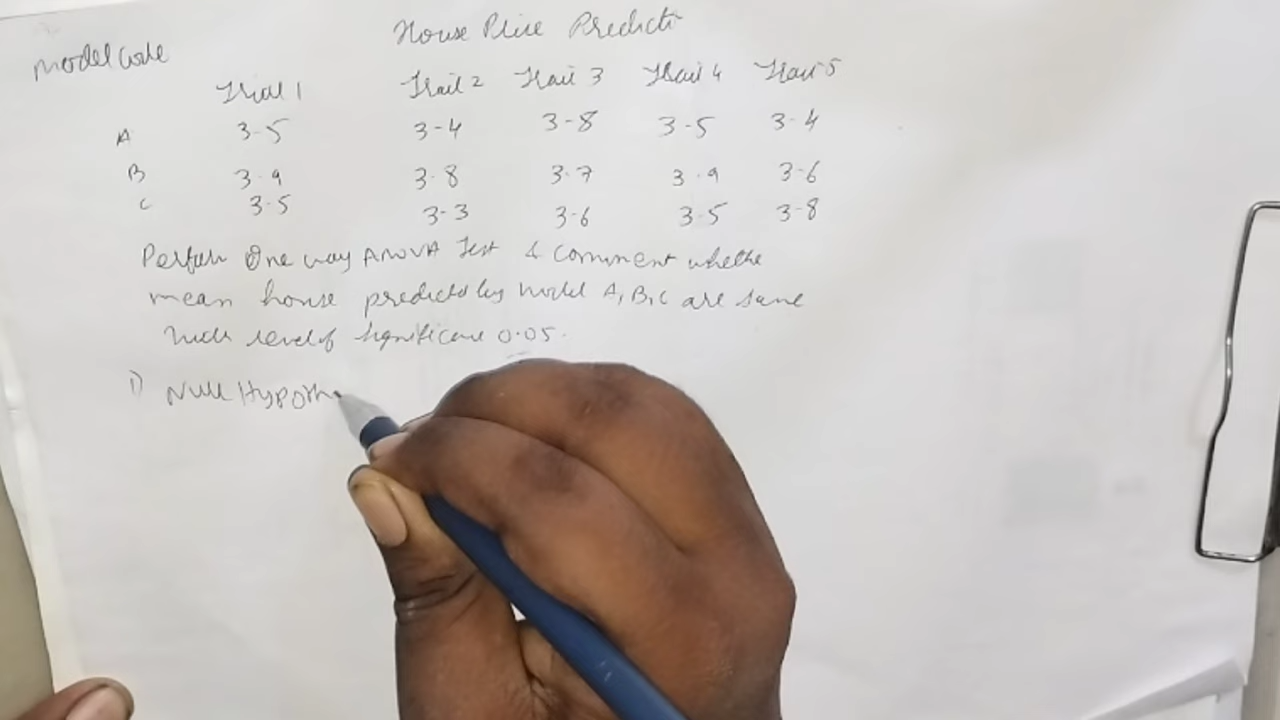 House Price Predicti
Model Code
Trial 1 Trail 2 Trail 3 Trail 4 Trail 5
A 3.5 3.4 3.8 3.5 3.4
B 3.9 3.8 3.7 3.9 3.6
C 3.5 3.3 3.6 3.5 3.8
Perform One way ANOVA Test & Comment whethe
mean house predicted by model A, B, C are same
with level of significance 0.05.
1) Null Hypoth